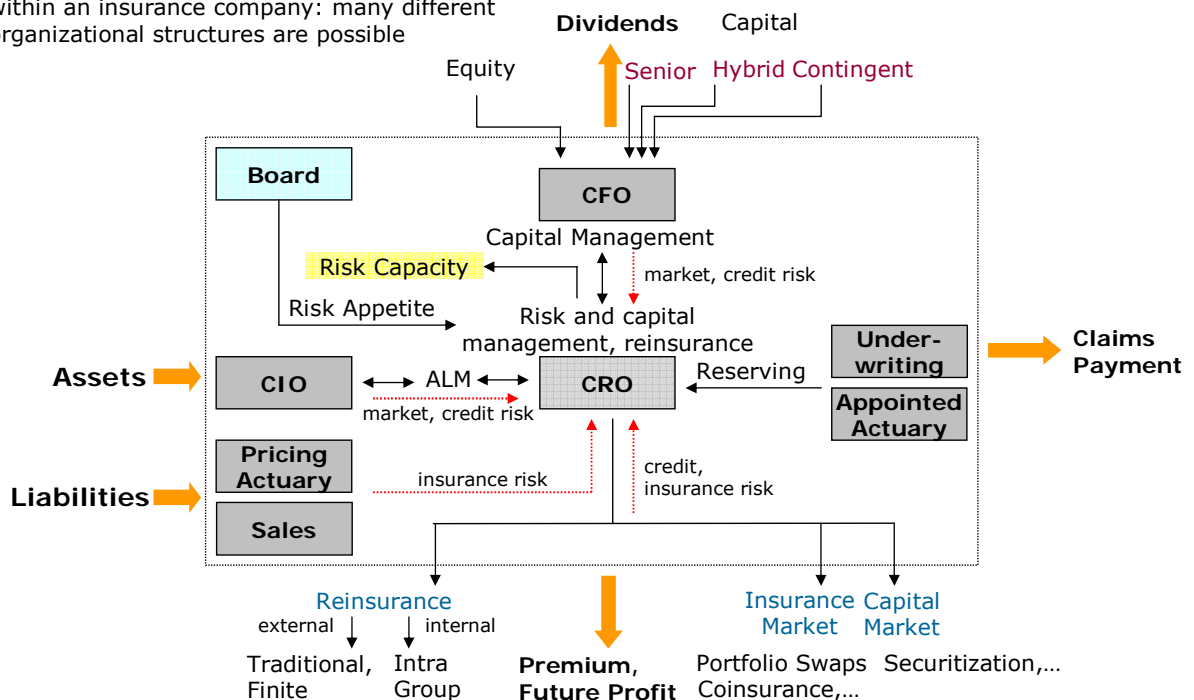 within an insurance company: many different
organizational structures are possible
Dividends
Capital
Equity
Senior
Hybrid
Contingent
Board
CFO
Capital Management
Risk Capacity
market, credit risk
Risk Appetite
Risk and capital
management, reinsurance
Under-
writing
Claims
Payment
Assets
CIO
ALM
CRO
Reserving
market, credit risk
Appointed
Actuary
Pricing
Actuary
insurance risk
credit,
insurance risk
Liabilities
Sales
Reinsurance
Insurance
Market
Capital
Market
external
internal
Traditional,
Finite
Intra
Group
Premium,
Future Profit
Portfolio Swaps
Coinsurance,...
Securitization,...